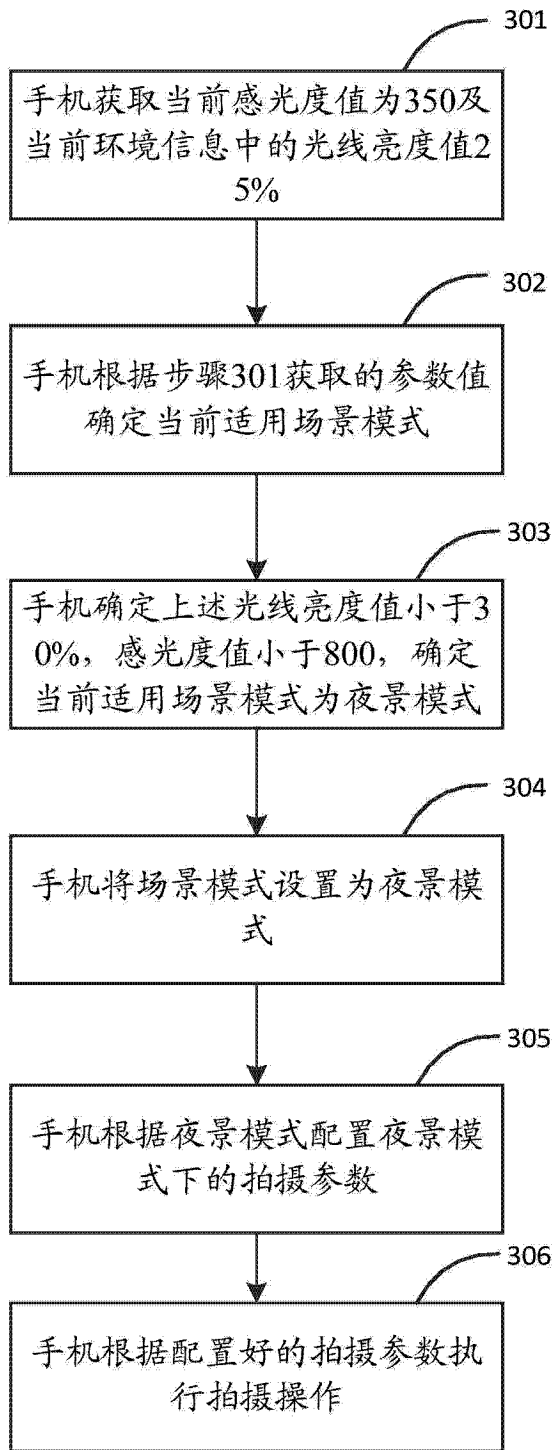 301
手机获取当前感光度值为350及
当前环境信息中的光线亮度值2
5%
302
手机根据步骤301获取的参数值
确定当前适用场景模式
303
手机确定上述光线亮度值小于3
0%，感光度值小于800，确定
当前适用场景模式为夜景模式
304
手机将场景模式设置为夜景模
式
305
手机根据夜景模式配置夜景模
式下的拍摄参数
306
手机根据配置好的拍摄参数执
行拍摄操作